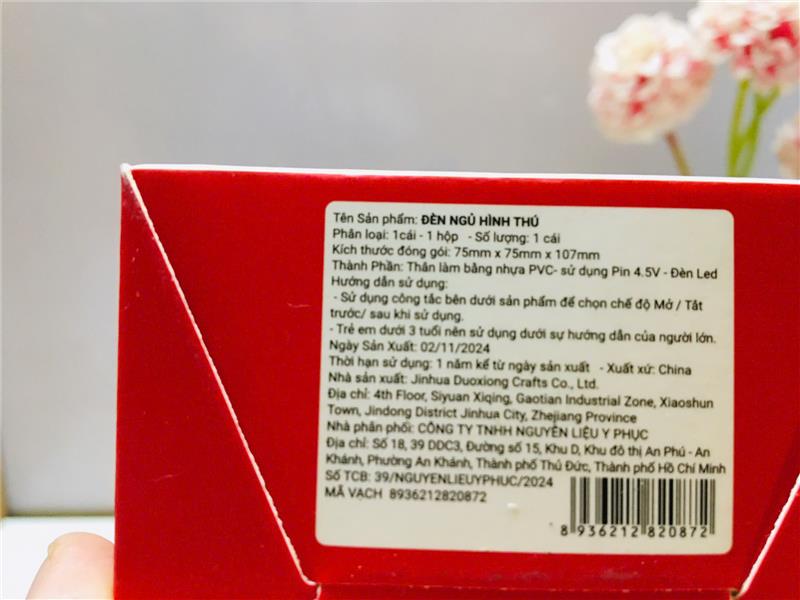 Tên Sản phẩm: ĐÈN NGỦ HÌNH THÚ
Phân loại: 1cái - 1 hộp - Số lượng: 1 cái
Kích thước đóng gói: 75mm x 75mm x 107mm
Thành Phần: Thân làm bằng nhựa PVC- sử dụng Pin 4.5V - Đèn Led
Hướng dẫn sử dụng:
- Sử dụng công tắc bên dưới sản phẩm để chọn chế độ Mở / Tắt
trước/ sau khi sử dụng.
- Trẻ em dưới 3 tuổi nên sử dụng dưới sự hướng dẫn của người lớn.
Ngày Sản Xuất: 02/11/2024
Thời hạn sử dụng: 1 năm kể từ ngày sản xuất - Xuất xứ: China
Nhà sản xuất: Jinhua Duoxiong Crafts Co., Ltd.
Địa chỉ: 4th Floor, Siyuan Xiqing, Gaotian Industrial Zone, Xiaoshun
Town, Jindong District Jinhua City, Zhejiang Province
Nhà phân phối: CÔNG TY TNHH NGUYÊN LIỆU Y PHỤC
Địa chỉ: Số 18, 39 DDC3, Đường số 15, Khu D, Khu đô thị An Phú - An
Khánh, Phường An Khánh, Thành phố Thủ Đức, Thành phố Hồ Chí Minh
Số TCB: 39/NGUYENLIEUYPHUC/2024
MÃ VẠCH 8936212820872
8 936212 820872